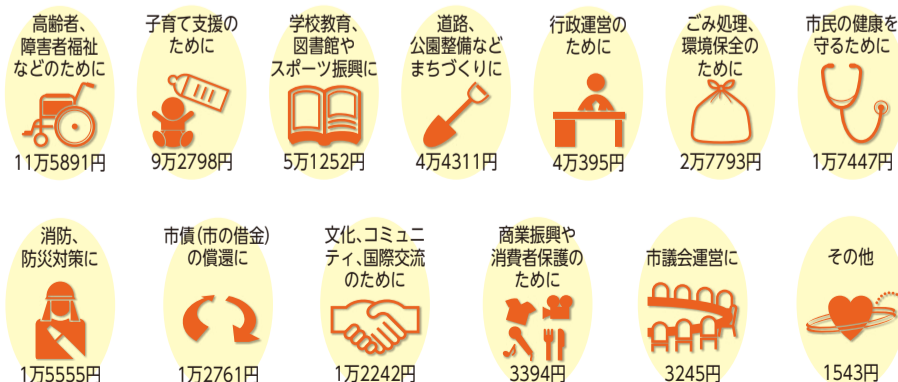 高齢者、
障害者福祉
などのために
11万5891円
子育て支援の
ために
9万2798円
学校教育、
図書館や
スポーツ振興に
5万1252円
道路、
公園整備など
まちづくりに
4万4311円
行政運営の
ために
4万395円
ごみ処理、
環境保全の
ために
2万7793円
市民の健康を
守るために
1万7447円
消防、
防災対策に
1万5555円
市債(市の借金)
の償還に
1万2761円
文化、コミュニ
ティ、国際交流
のために
1万2242円
商業振興や
消費者保護の
ために
3394円
市議会運営に
3245円
その他
1543円